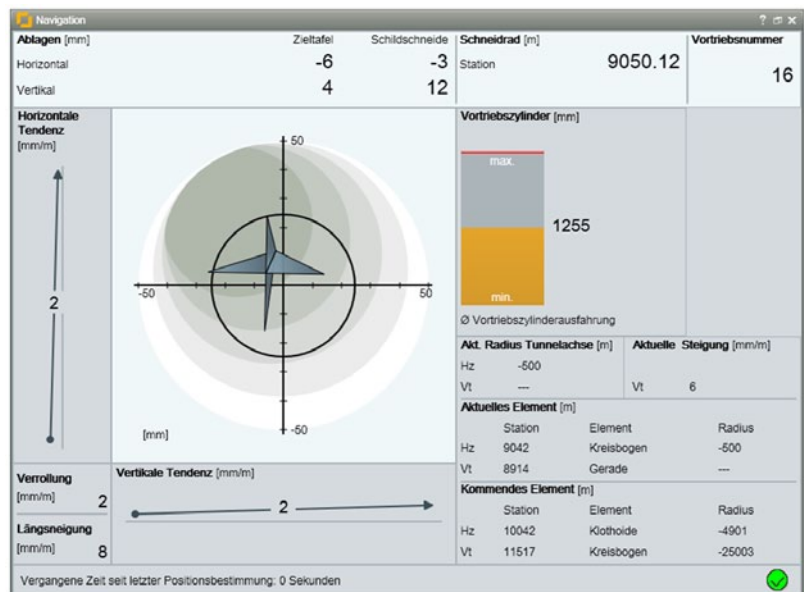 Navigation
? x
Ablagen [mm] Zieltafel Schildschneide
Horizontal -6 -3
Vertikal 4 12
Schneidrad [m]
Station 9050.12
Vortriebsnummer
16
Horizontale
Tendenz
[mm/m]
2
50
-50 50
-50
[mm]
Vortriebszylinder [mm]
max.
1255
min.
Ø Vortriebszylinderausfahrung
Akt. Radius Tunnelachse [m]
Hz -500
Vt ---
Aktuelle Steigung [mm/m]
Vt 6
Aktuelles Element [m]
Station Element Radius
Hz 9042 Kreisbogen -500
Vt 8914 Gerade ---
Kommendes Element [m]
Station Element Radius
Hz 10042 Klothoide -4901
Vt 11517 Kreisbogen -25003
Verrollung
[mm/m] 2
Längsneigung
[mm/m] 8
Vertikale Tendenz [mm/m]
2
Vergangene Zeit seit letzter Positionsbestimmung: 0 Sekunden